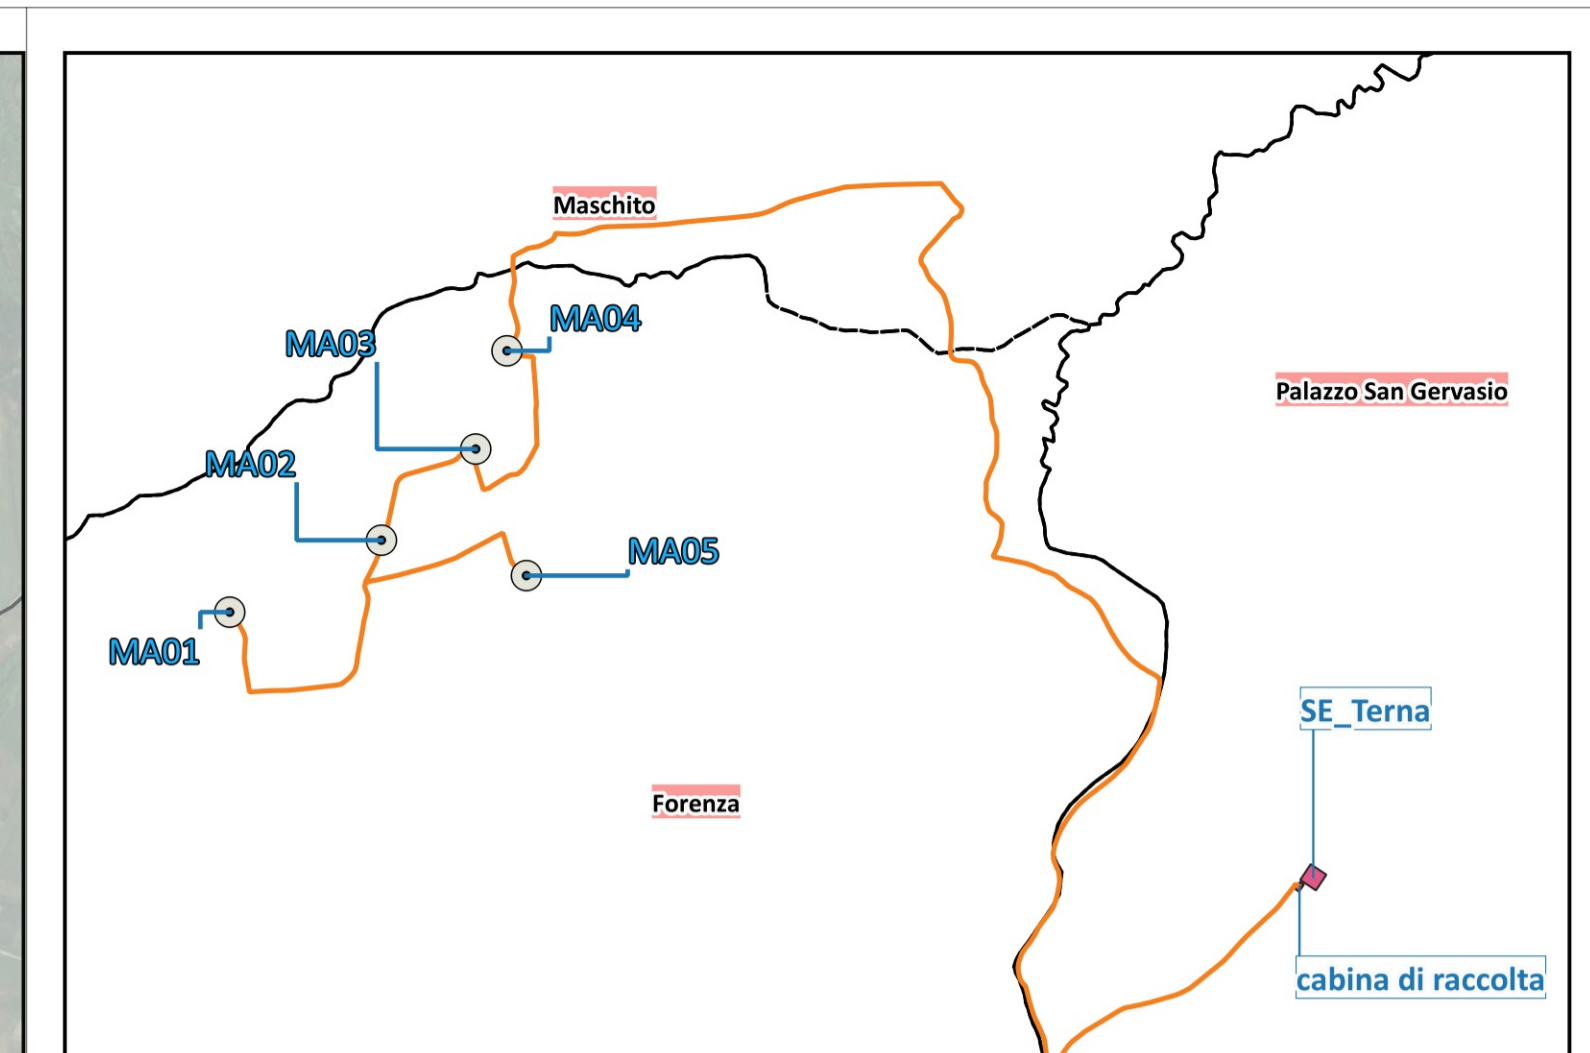 Maschito
MA04
MA03
Palazzo San Gervasio
MA02
MA05
MA01
SE_Terna
Forenza
cabina di raccolta